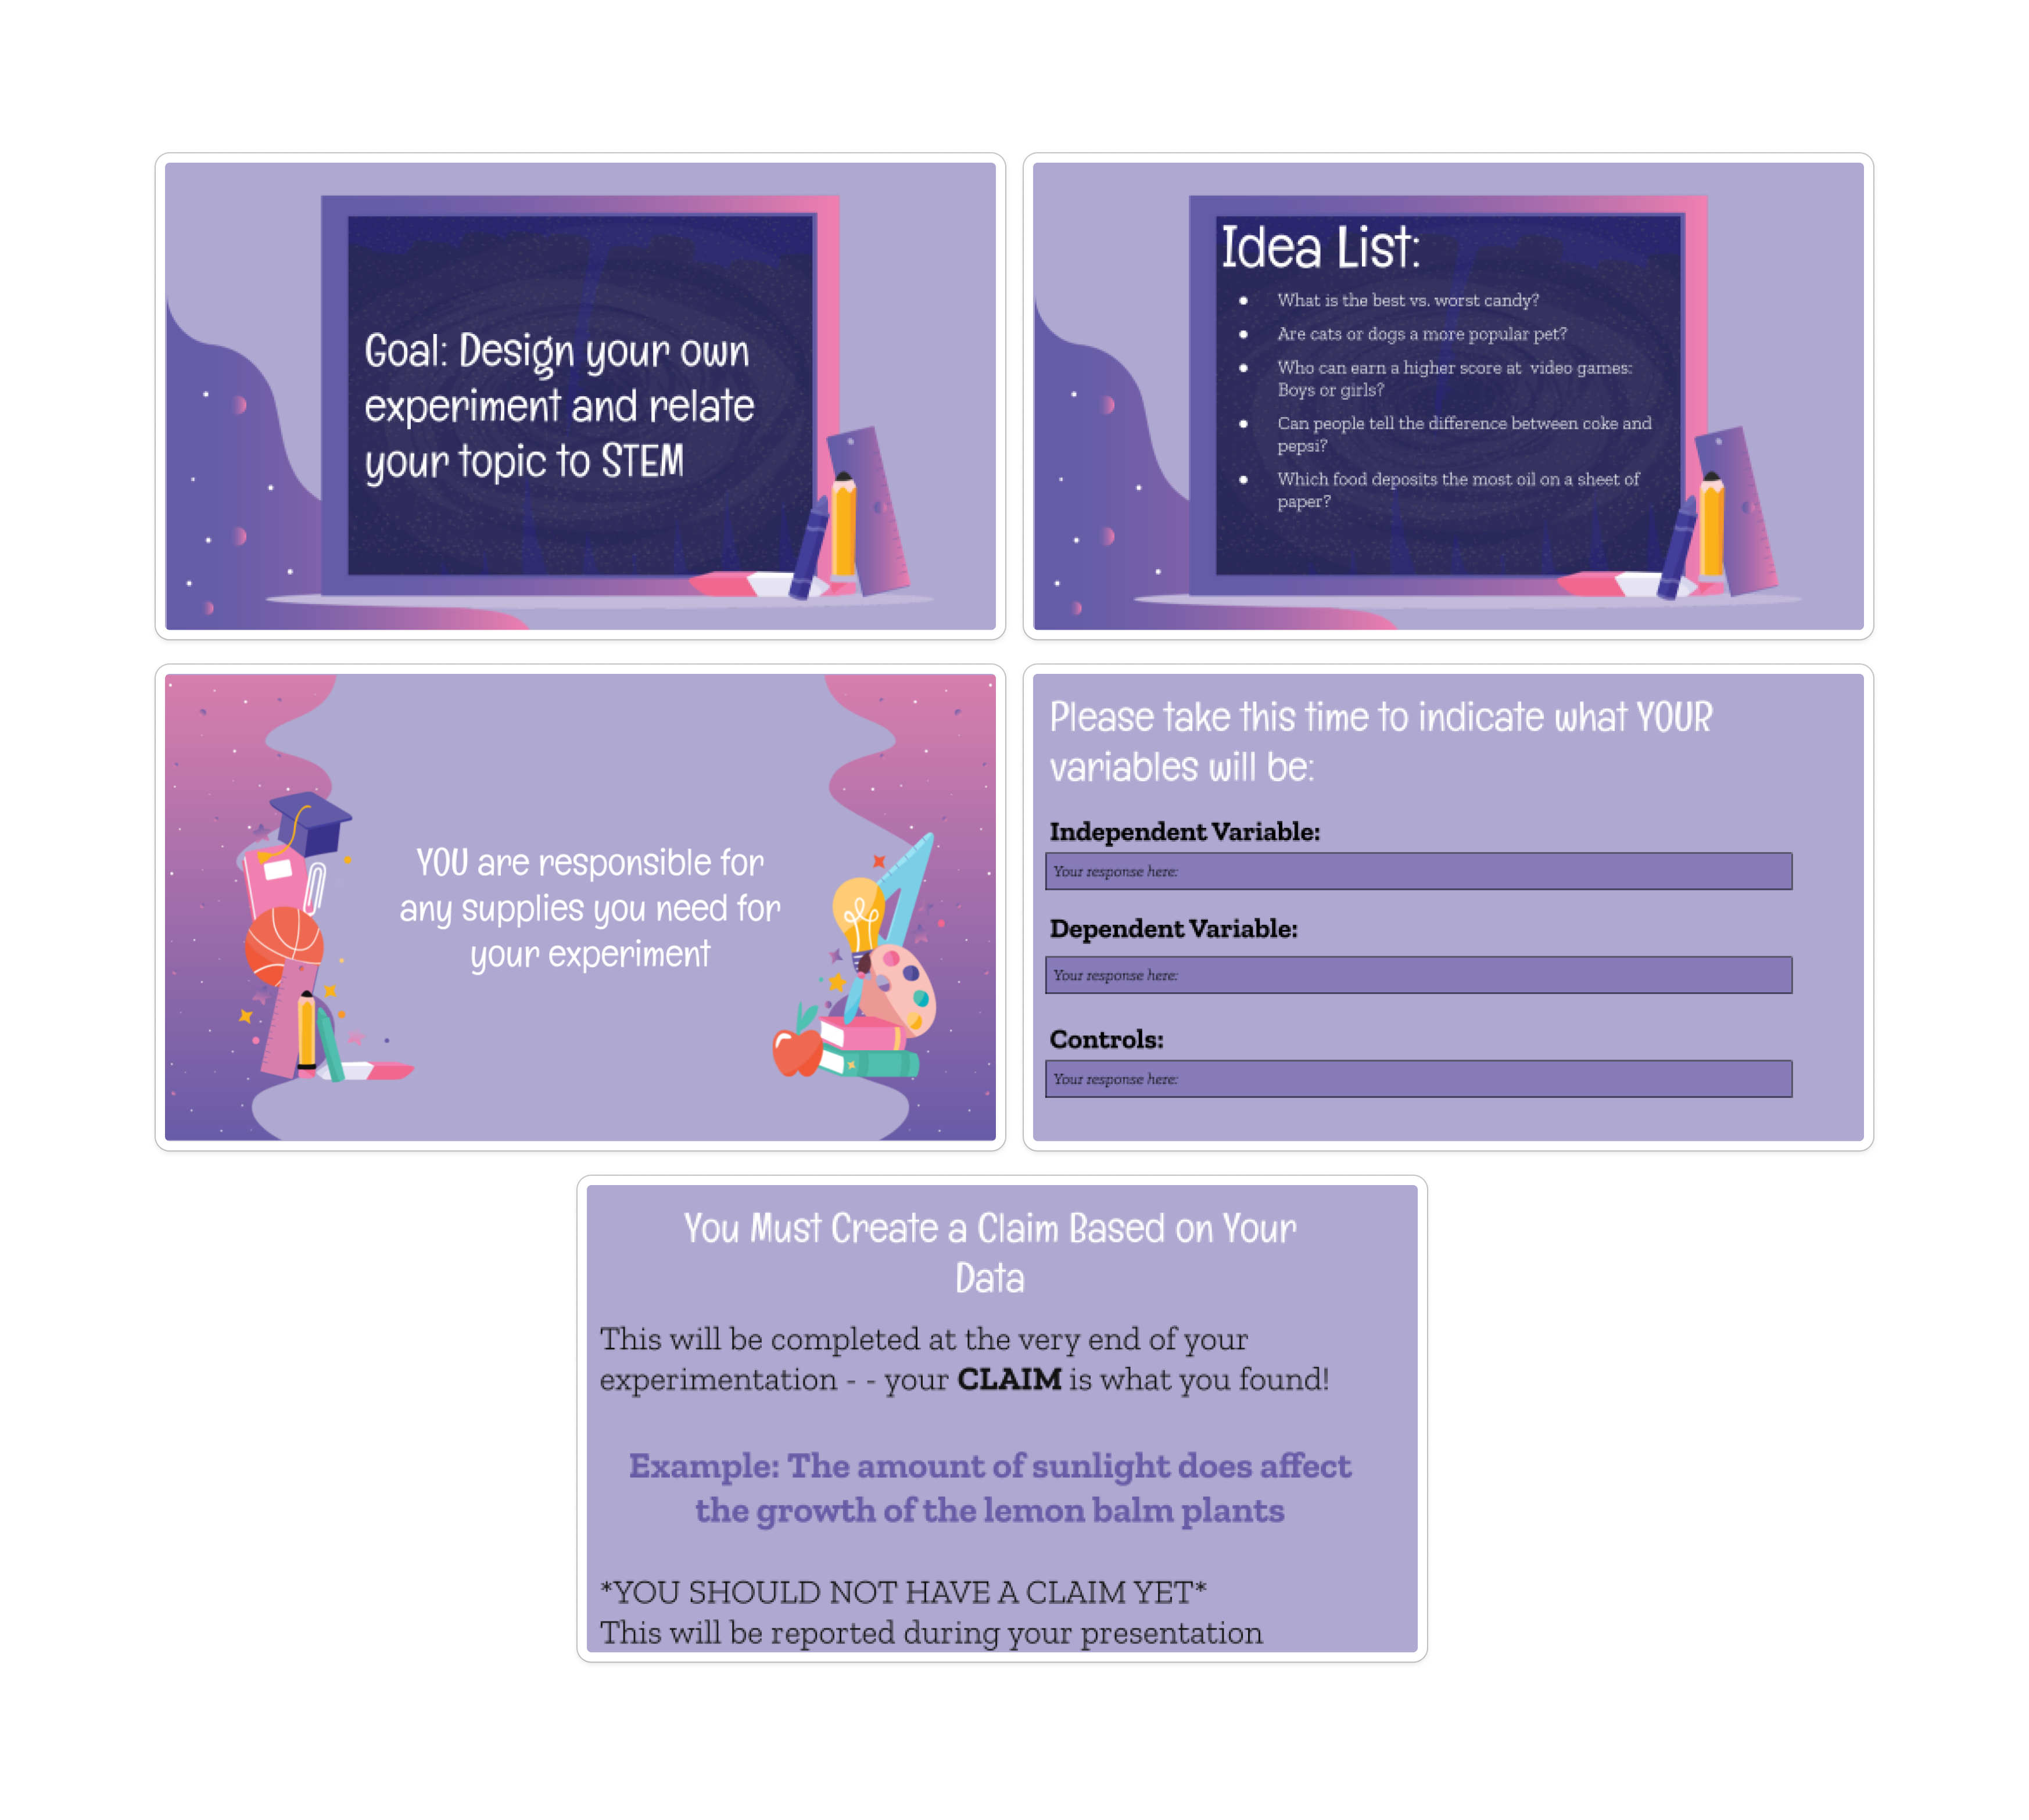 Goal: Design your own
experiment and relate
your topic to STEM
Idea List:
● What is the best vs. worst candy?
● Are cats or dogs a more popular pet?
● Who can earn a higher score at video games:
Boys or girls?
● Can people tell the difference between coke and
pepsi?
● Which food deposits the most oil on a sheet of
paper?
YOU are responsible for
any supplies you need for
your experiment
Please take this time to indicate what YOUR
variables will be:
Independent Variable:
Your response here:
Dependent Variable:
Your response here:
Controls:
Your response here:
You Must Create a Claim Based on Your
Data
This will be completed at the very end of your
experimentation - - your CLAIM is what you found!
Example: The amount of sunlight does affect
the growth of the lemon balm plants
*YOU SHOULD NOT HAVE A CLAIM YET*
This will be reported during your presentation